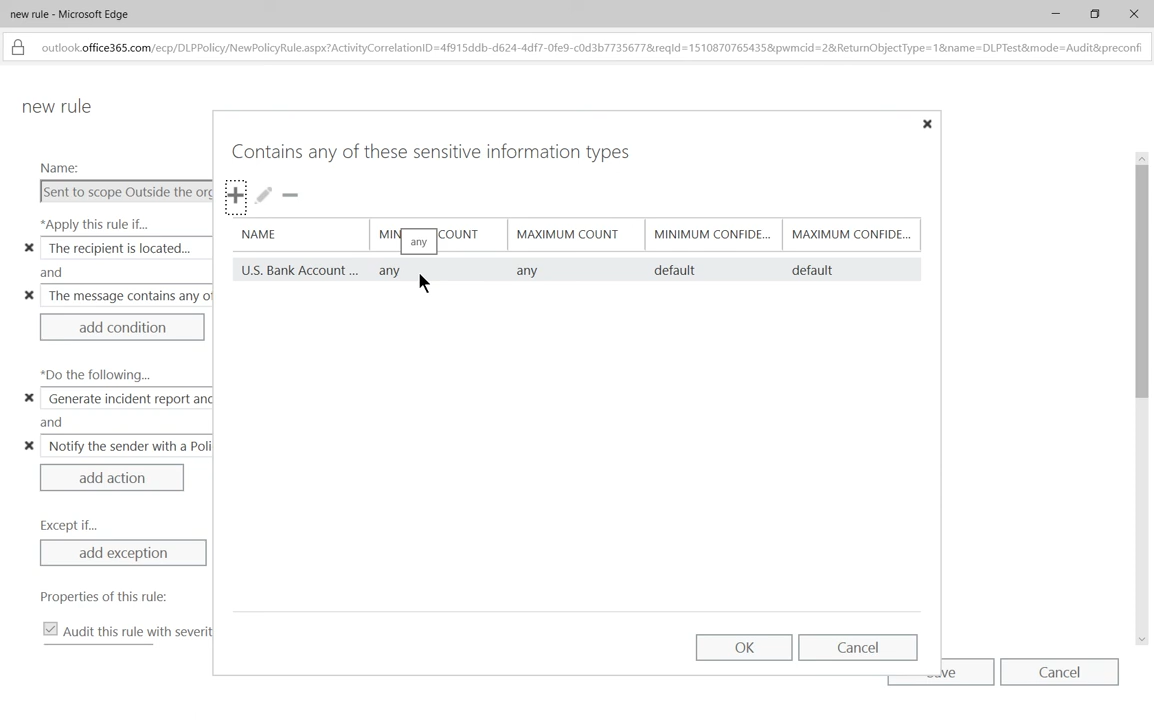 new rule - Microsoft Edge
outlook.office365.com/ecp/DLPPolicy/NewPolicyRule.aspx?ActivityCorrelationID=4f915ddb-d624-4df7-0fe9-c0d3b7735677&reqId=1510870765435&pwmcid=2&ReturnObjectType=1&name=DLPTest&mode=Audit&preconfi
new rule
Contains any of these sensitive information types
Name:
Sent to scope Outside the org
*Apply this rule if...
The recipient is located...
and
The message contains any of
add condition
*Do the following...
Generate incident report and
and
Notify the sender with a Poli
add action
Except if...
add exception
Properties of this rule:
Audit this rule with severit
NAME MIN COUNT MAXIMUM COUNT MINIMUM CONFIDE... MAXIMUM CONFIDE...
any
U.S. Bank Account ... any any default default
OK Cancel
ve Cancel